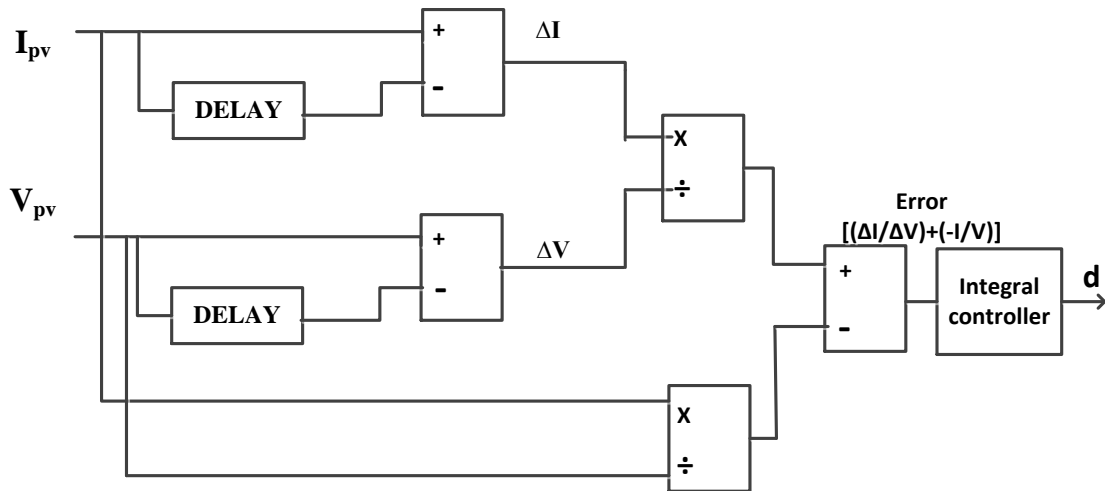 I_pv
+
ΔI
-
DELAY
X
÷
V_pv
+
ΔV
-
DELAY
Error
[(ΔI/ΔV)+(-I/V)]
+
-
Integral
controller
d
X
÷